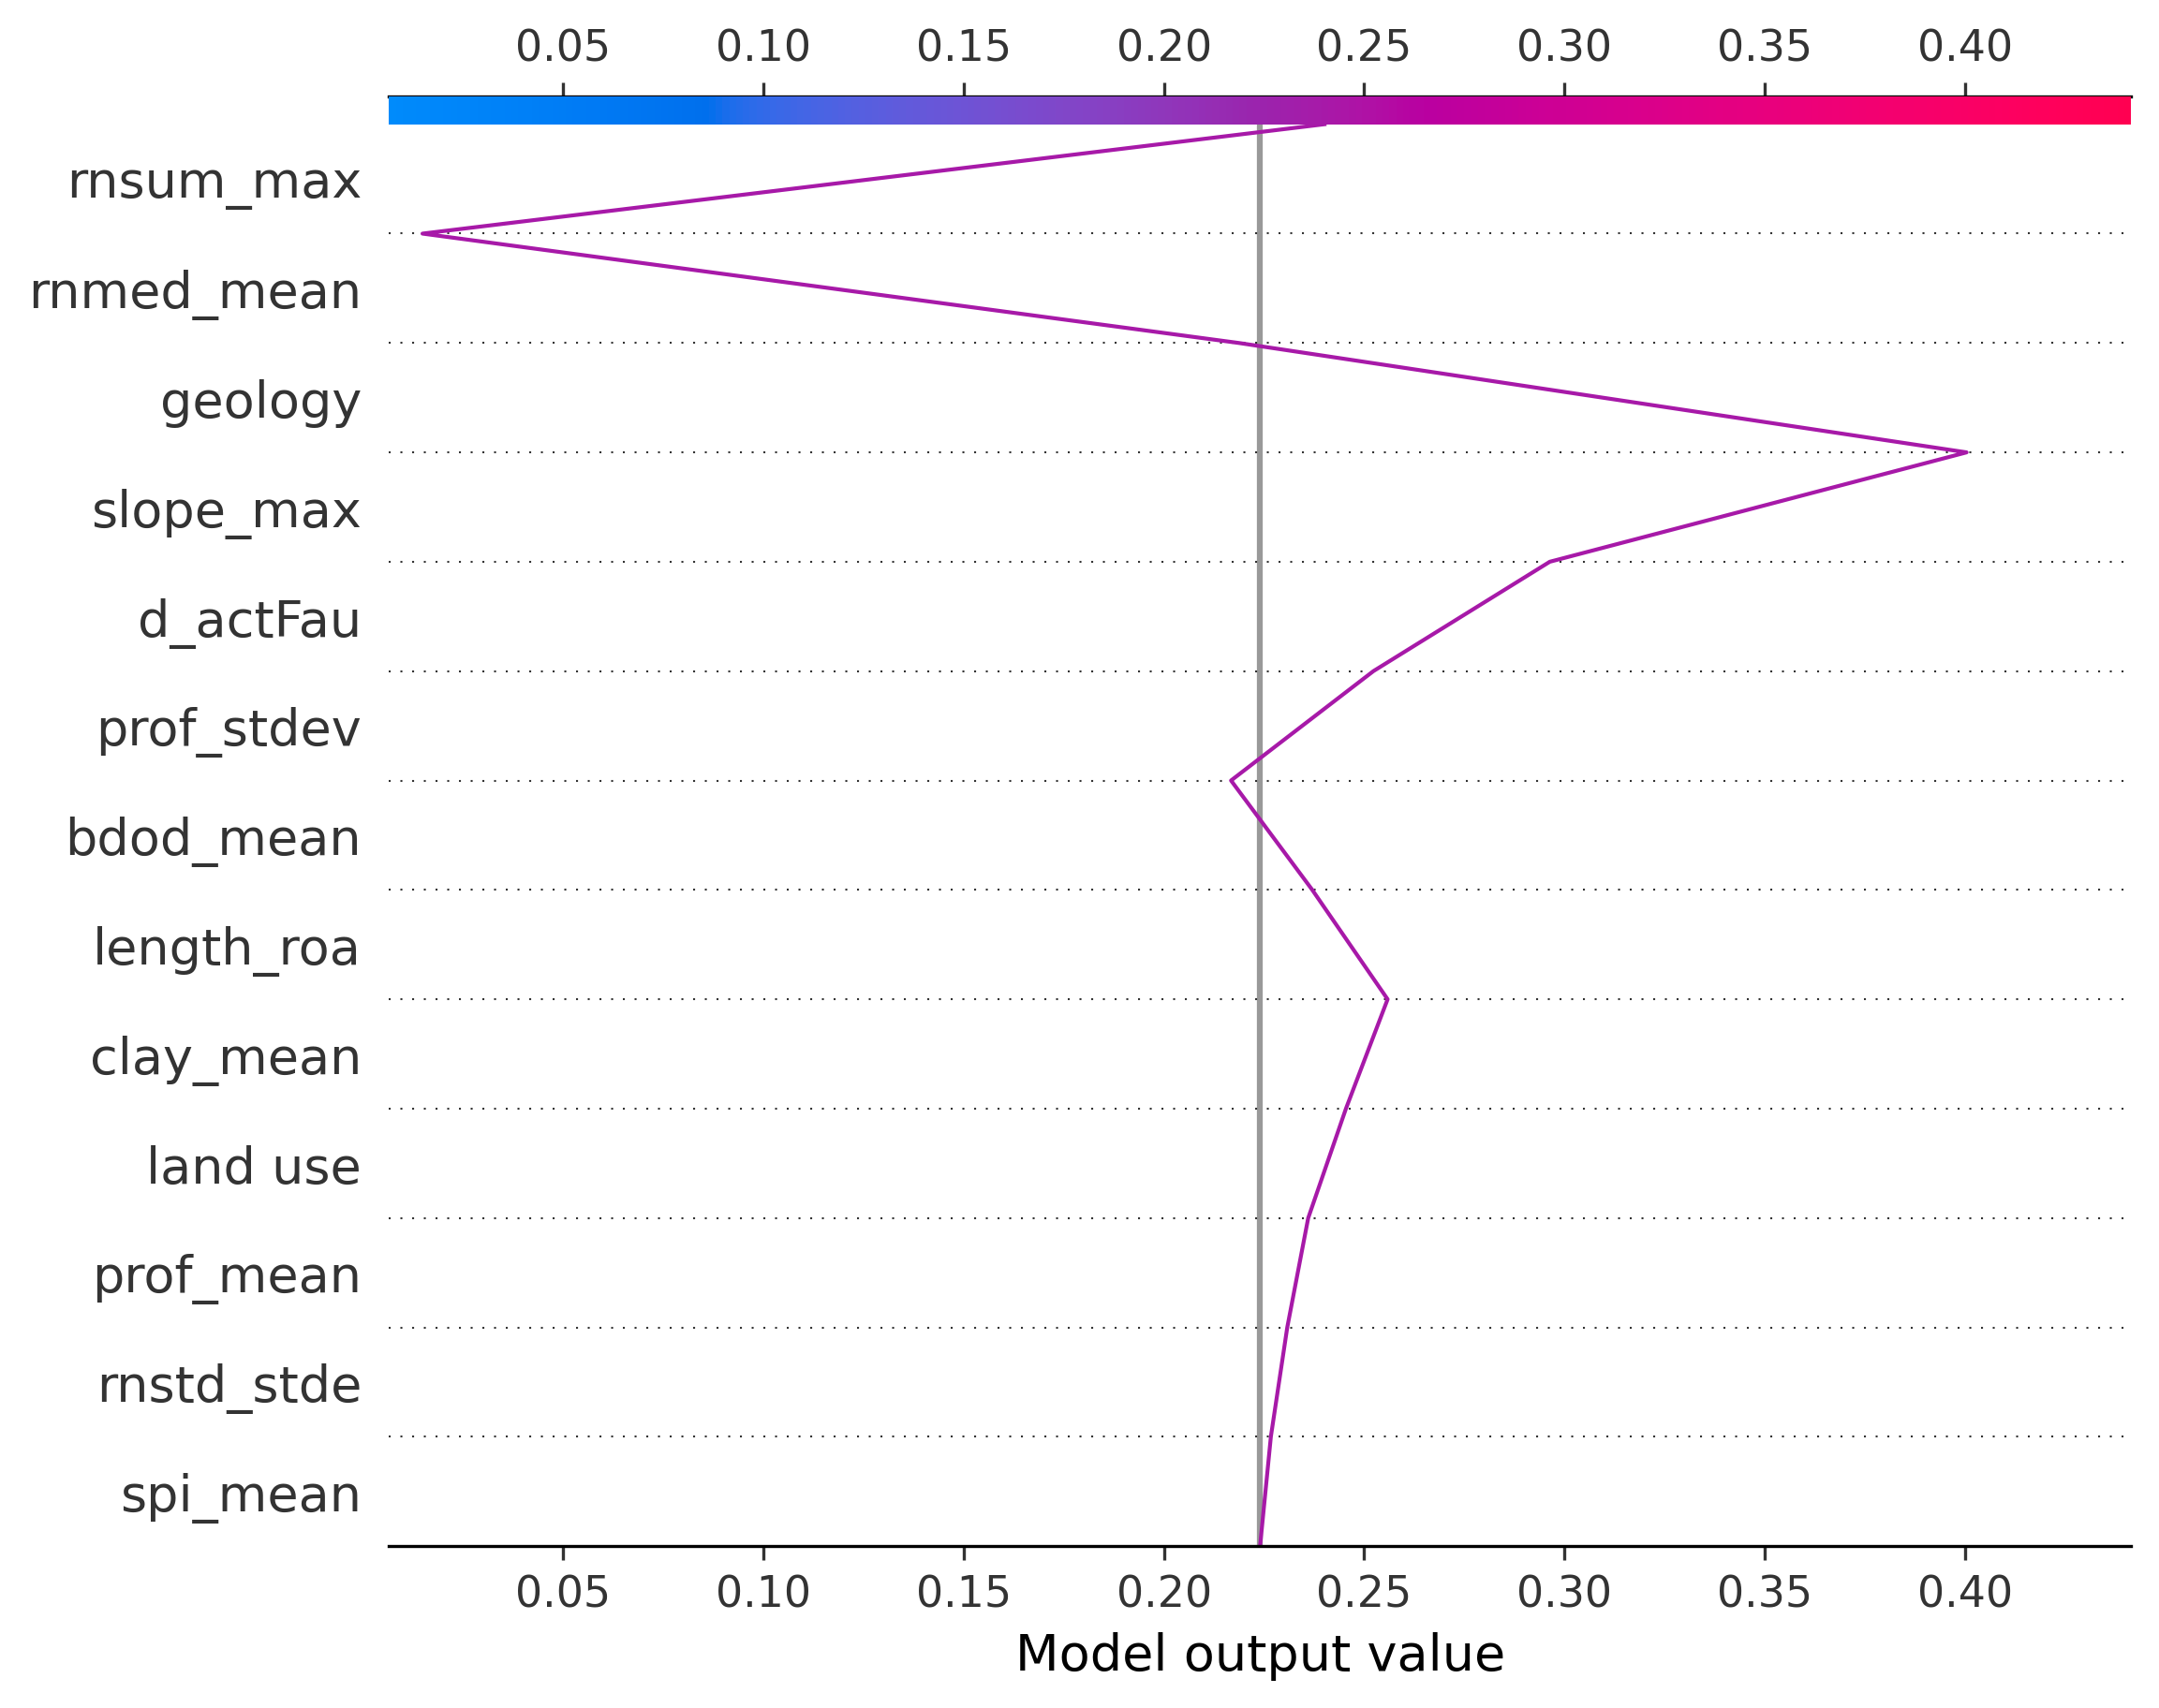 0.05 0.10 0.15 0.20 0.25 0.30 0.35 0.40
rnsum_max
rnmed_mean
geology
slope_max
d_actFau
prof_stdev
bdod_mean
length_roa
clay_mean
land use
prof_mean
rnstd_stde
spi_mean
0.05 0.10 0.15 0.20 0.25 0.30 0.35 0.40
Model output value